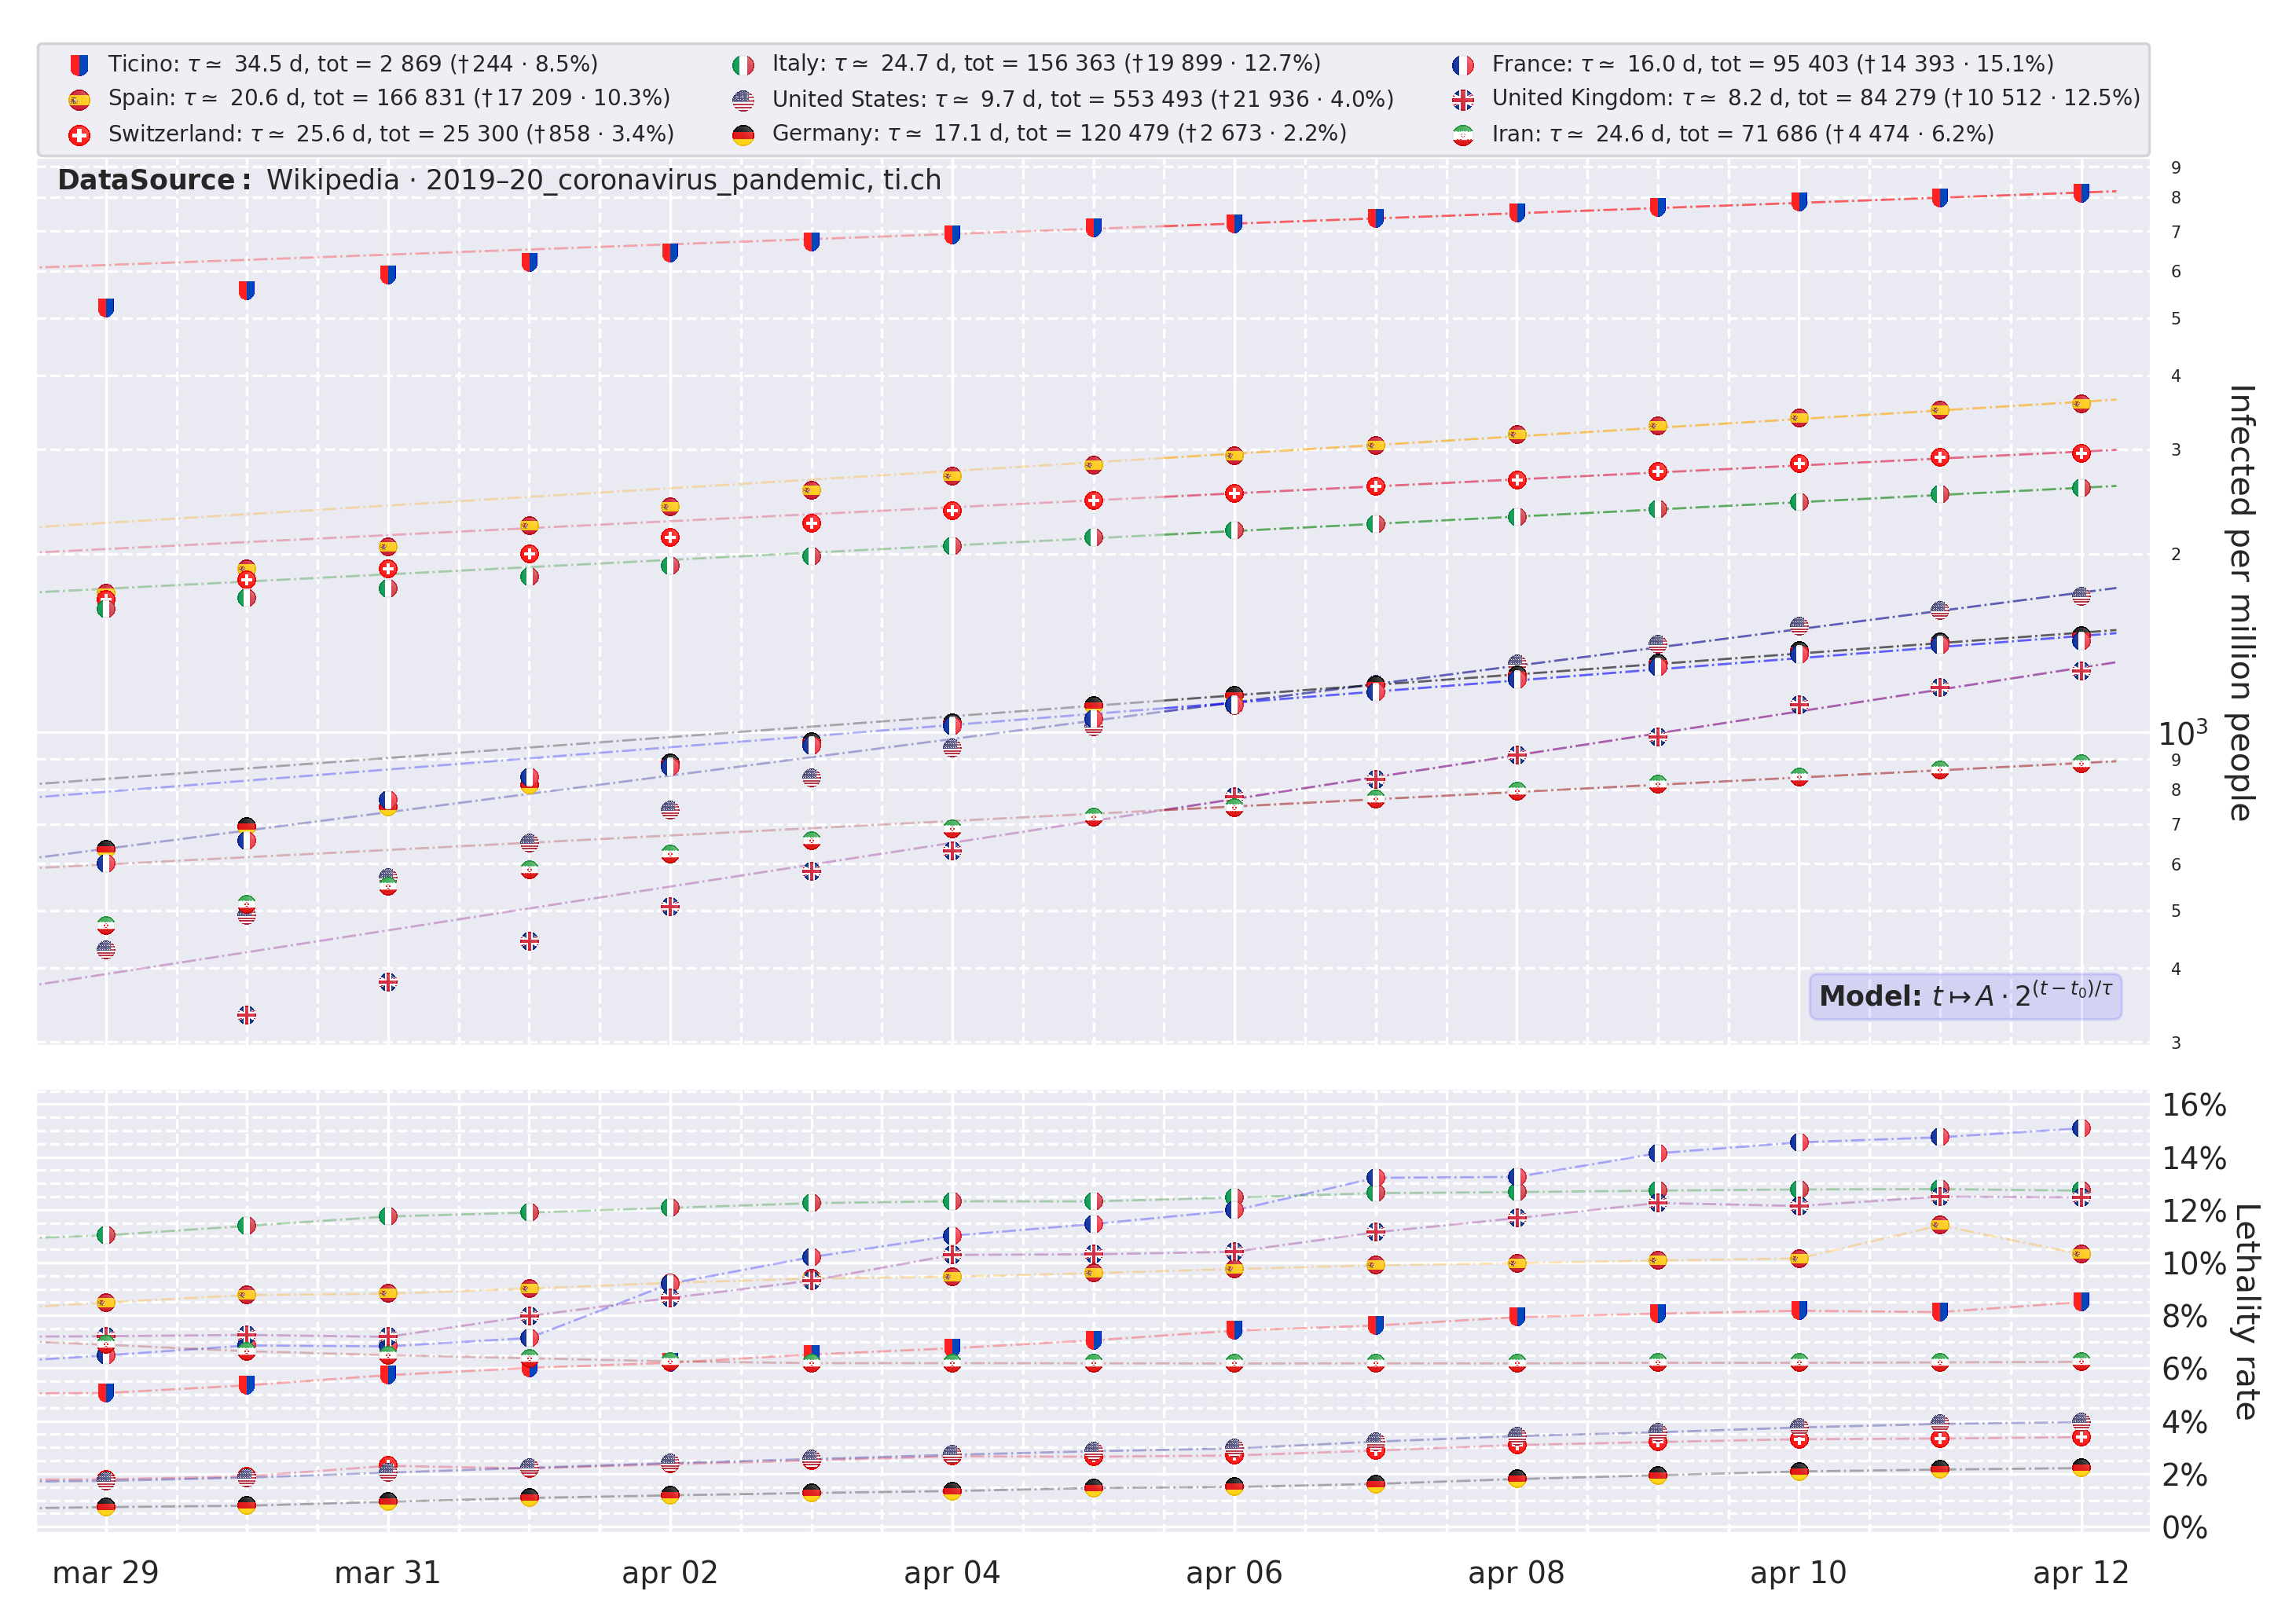 Ticino: τ ≃ 34.5 d, tot = 2 869 (†244 · 8.5%)
Spain: τ ≃ 20.6 d, tot = 166 831 (†17 209 · 10.3%)
Switzerland: τ ≃ 25.6 d, tot = 25 300 (†858 · 3.4%)
Italy: τ ≃ 24.7 d, tot = 156 363 (†19 899 · 12.7%)
United States: τ ≃ 9.7 d, tot = 553 493 (†21 936 · 4.0%)
Germany: τ ≃ 17.1 d, tot = 120 479 (†2 673 · 2.2%)
France: τ ≃ 16.0 d, tot = 95 403 (†14 393 · 15.1%)
United Kingdom: τ ≃ 8.2 d, tot = 84 279 (†10 512 · 12.5%)
Iran: τ ≃ 24.6 d, tot = 71 686 (†4 474 · 6.2%)
DataSource: Wikipedia · 2019–20_coronavirus_pandemic, ti.ch
9
8
7
6
5
4
3
2
10³
9
8
7
6
5
4
3
Infected per million people
Model: t ↦ A · 2^(t − t₀)/τ
16%
14%
12%
10%
8%
6%
4%
2%
0%
Lethality rate
mar 29
mar 31
apr 02
apr 04
apr 06
apr 08
apr 10
apr 12